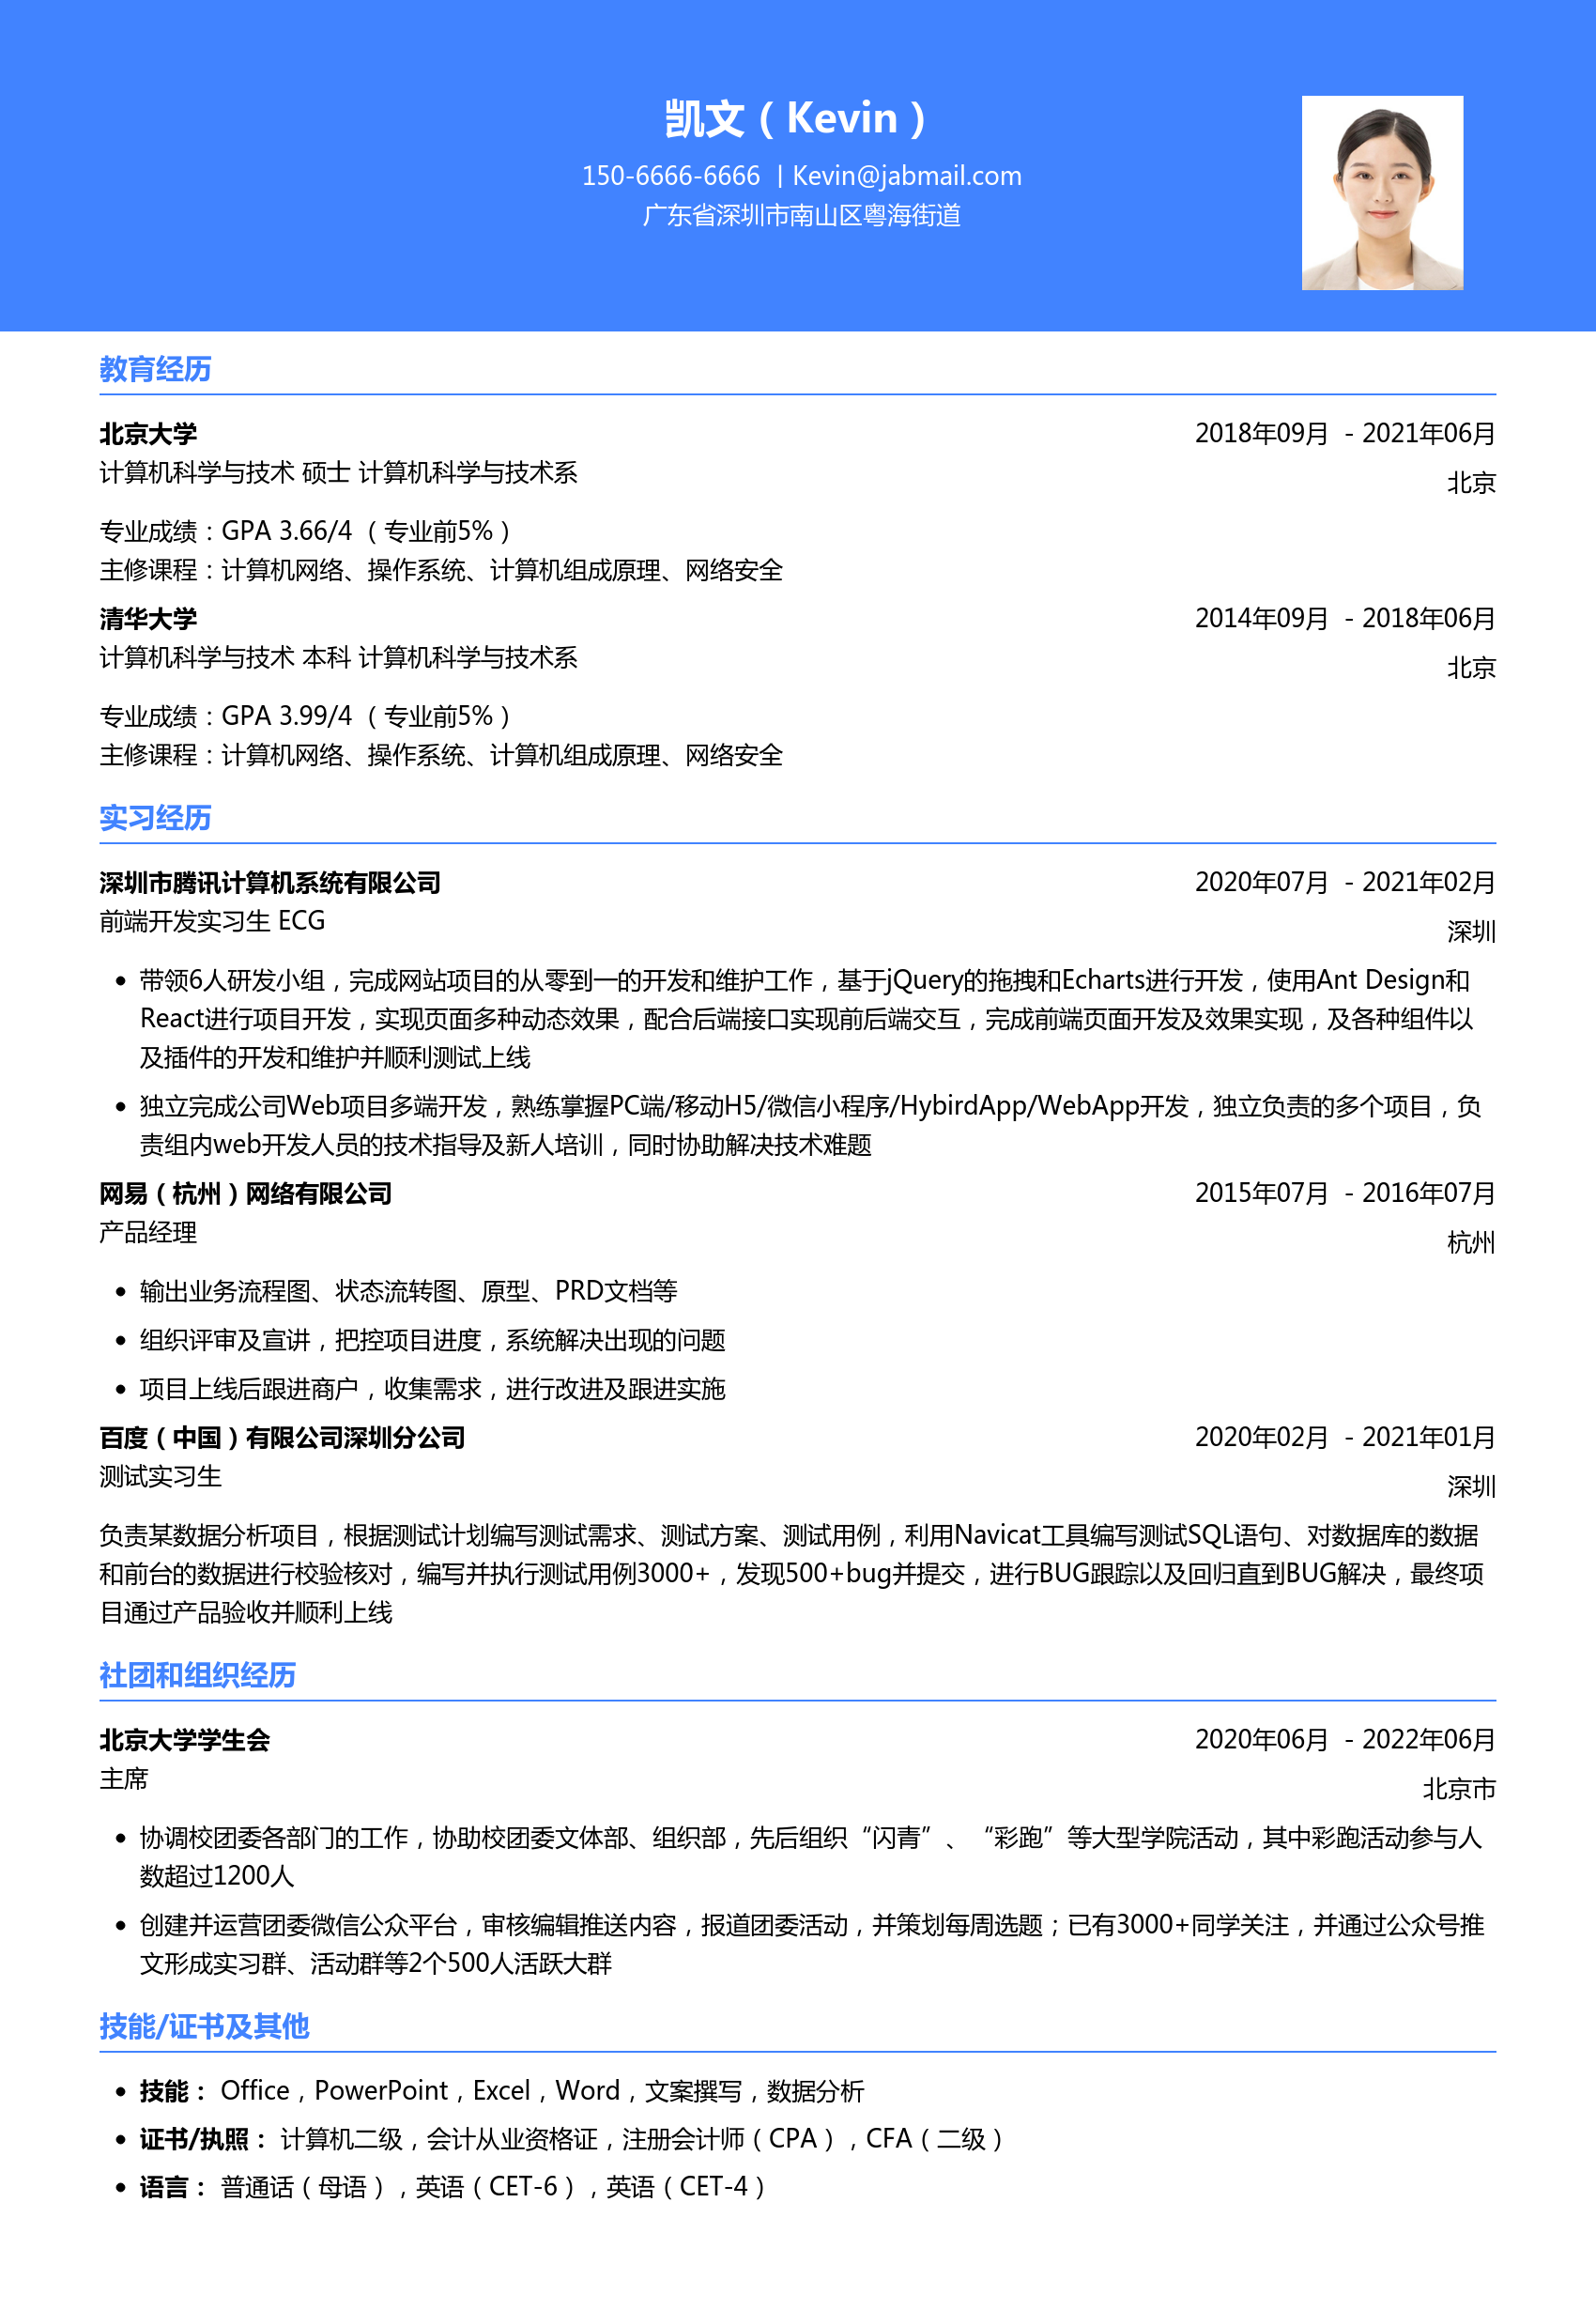 凯文（Kevin）
150-6666-6666 | Kevin@jabmail.com
广东省深圳市南山区粤海街道
教育经历
北京大学 2018年09月 - 2021年06月
计算机科学与技术 硕士 计算机科学与技术系 北京
专业成绩：GPA 3.66/4 （专业前5%）
主修课程：计算机网络、操作系统、计算机组成原理、网络安全
清华大学 2014年09月 - 2018年06月
计算机科学与技术 本科 计算机科学与技术系 北京
专业成绩：GPA 3.99/4 （专业前5%）
主修课程：计算机网络、操作系统、计算机组成原理、网络安全
实习经历
深圳市腾讯计算机系统有限公司 2020年07月 - 2021年02月
前端开发实习生 ECG 深圳
• 带领6人研发小组，完成网站项目的从零到一的开发和维护工作，基于jQuery的拖拽和Echarts进行开发，使用Ant Design和
React进行项目开发，实现页面多种动态效果，配合后端接口实现前后端交互，完成前端页面开发及效果实现，及各种组件以
及插件的开发和维护并顺利测试上线
• 独立完成公司Web项目多端开发，熟练掌握PC端/移动H5/微信小程序/HybirdApp/WebApp开发，独立负责的多个项目，负
责组内web开发人员的技术指导及新人培训，同时协助解决技术难题
网易（杭州）网络有限公司 2015年07月 - 2016年07月
产品经理 杭州
• 输出业务流程图、状态流转图、原型、PRD文档等
• 组织评审及宣讲，把控项目进度，系统解决出现的问题
• 项目上线后跟进商户，收集需求，进行改进及跟进实施
百度（中国）有限公司深圳分公司 2020年02月 - 2021年01月
测试实习生 深圳
负责某数据分析项目，根据测试计划编写测试需求、测试方案、测试用例，利用Navicat工具编写测试SQL语句、对数据库的数据
和前台的数据进行校验核对，编写并执行测试用例3000+，发现500+bug并提交，进行BUG跟踪以及回归直到BUG解决，最终项
目通过产品验收并顺利上线
社团和组织经历
北京大学学生会 2020年06月 - 2022年06月
主席 北京市
• 协调校团委各部门的工作，协助校团委文体部、组织部，先后组织“闪青”、“彩跑”等大型学院活动，其中彩跑活动参与人
数超过1200人
• 创建并运营团委微信公众平台，审核编辑推送内容，报道团委活动，并策划每周选题；已有3000+同学关注，并通过公众号推
文形成实习群、活动群等2个500人活跃大群
技能/证书及其他
• 技能： Office，PowerPoint，Excel，Word，文案撰写，数据分析
• 证书/执照： 计算机二级，会计从业资格证，注册会计师（CPA），CFA（二级）
• 语言： 普通话（母语），英语（CET-6），英语（CET-4）